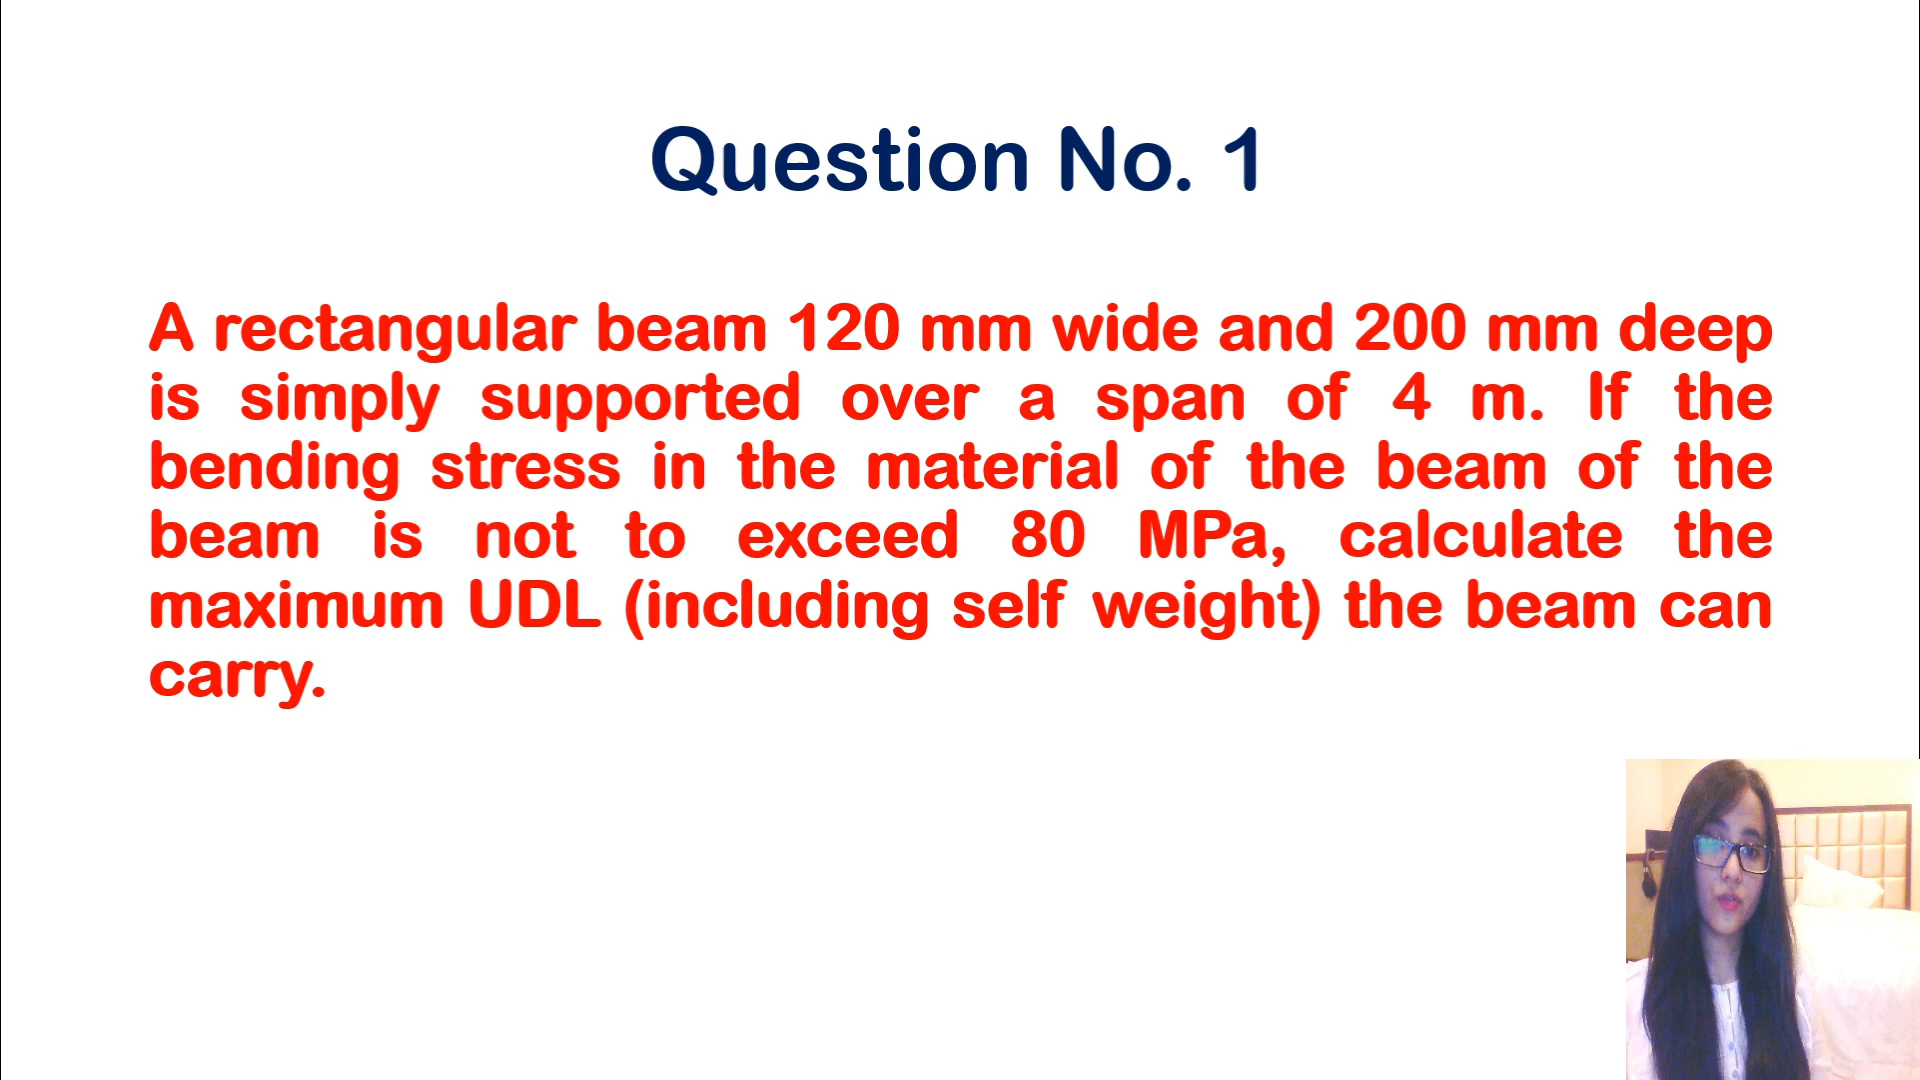 Question No. 1
A rectangular beam 120 mm wide and 200 mm deep
is simply supported over a span of 4 m. If the
bending stress in the material of the beam of the
beam is not to exceed 80 MPa, calculate the
maximum UDL (including self weight) the beam can
carry.